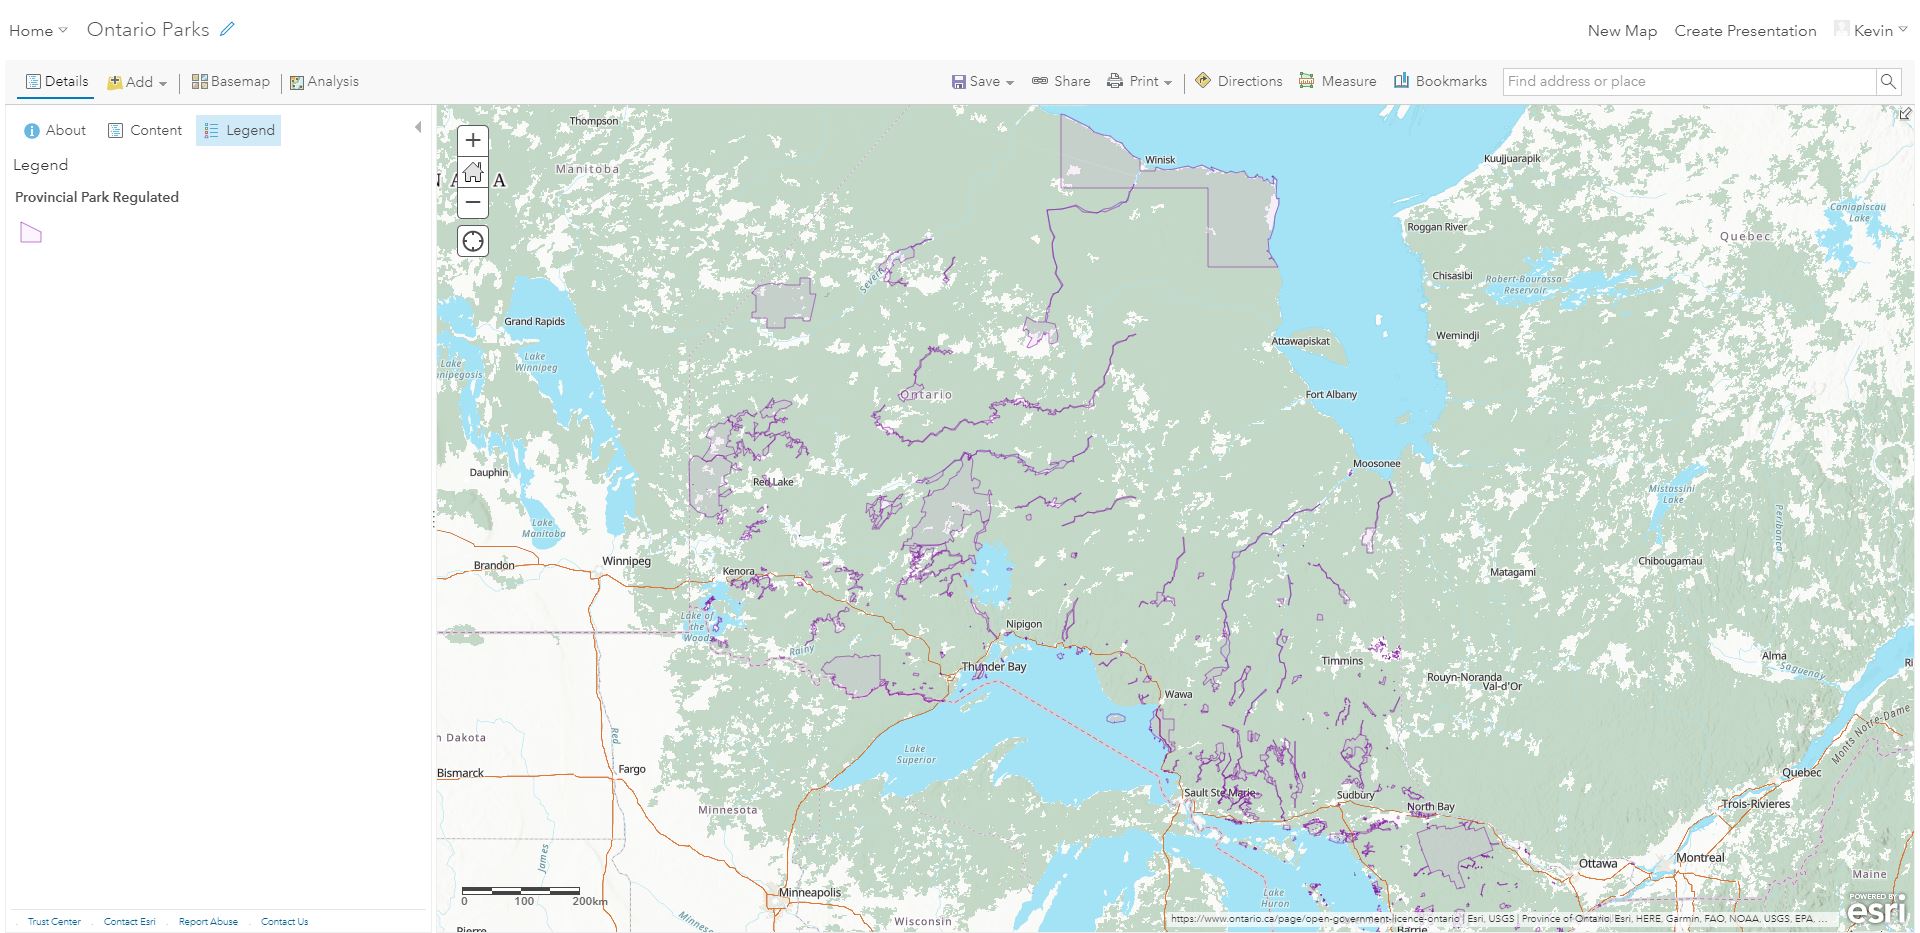 Home
Ontario Parks
New Map
Create Presentation
Kevin
Details
Add
Basemap
Analysis
Save
Share
Print
Directions
Measure
Bookmarks
Find address or place
About
Content
Legend
Legend
Provincial Park Regulated
Thompson
Manitoba
Winisk
Kuujjuarapik
Caniapiscau
Lake
Roggan River
Quebec
Severn
Chisasibi
Robert-Bourassa
Reservoir
Grand Rapids
Wemindji
Attawapiskat
Lake
Winnipeg
Ontario
Fort Albany
Moosonee
Dauphin
Red Lake
Mistassini
Lake
Lake
Manitoba
Péribonca
Winnipeg
Brandon
Kenora
Matagami
Chibougamau
Lake of
the
Woods
Nipigon
Rainy
Thunder Bay
Timmins
Alma
Saguenay
Rouyn-Noranda
Val-d'Or
Wawa
Red
Monts Notre-Dame
h Dakota
Lake
Superior
Bismarck
Fargo
Quebec
Sault Ste Marie
Sudbury
North Bay
Trois-Rivieres
Minnesota
James
Ottawa
Montreal
Maine
Minneapolis
Lake
Huron
0 100 200km
Wisconsin
Minnes
Pierre
Barrie
https://www.ontario.ca/page/open-government-licence-ontario | Esri, USGS | Province of Ontario, Esri, HERE, Garmin, FAO, NOAA, USGS, EPA, ...
POWERED BY
esri
Trust Center . Contact Esri . Report Abuse . Contact Us